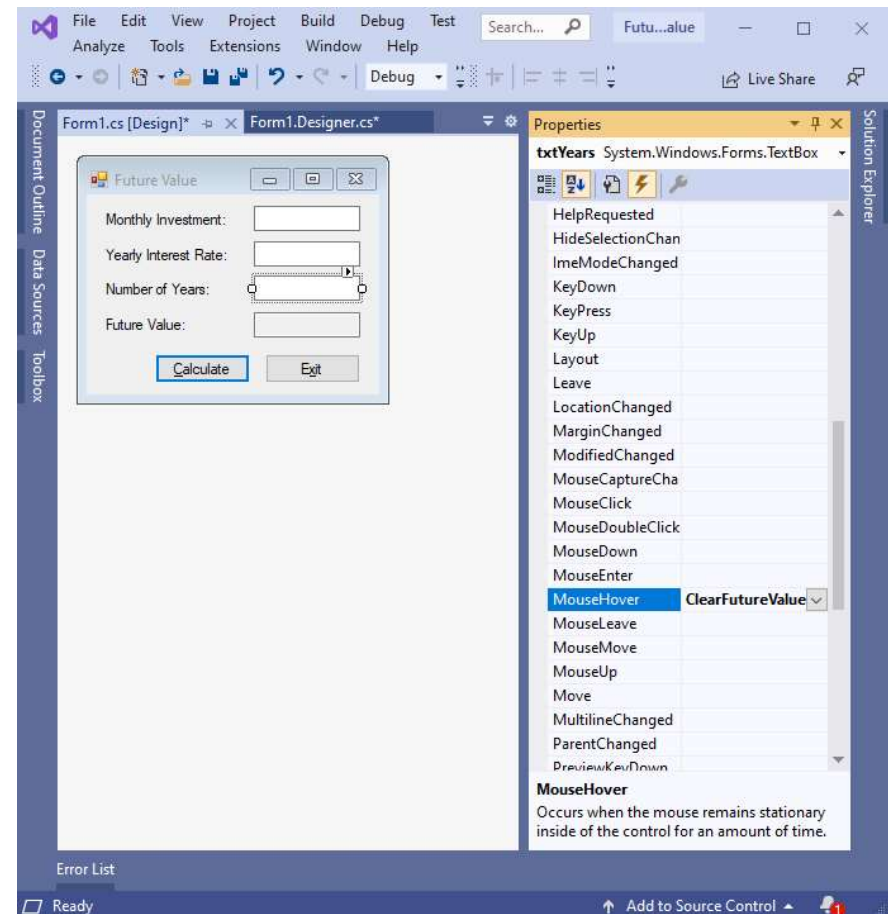 File Edit View Project Build Debug Test
Search...
Futu...alue
Analyze Tools Extensions Window Help
Debug
Live Share
Document Outline
Data Sources
Toolbox
Form1.cs [Design]*
Form1.Designer.cs*
Future Value
Monthly Investment:
Yearly Interest Rate:
Number of Years:
Future Value:
Calculate Exit
Properties
txtYears System.Windows.Forms.TextBox
HelpRequested
HideSelectionChan
ImeModeChanged
KeyDown
KeyPress
KeyUp
Layout
Leave
LocationChanged
MarginChanged
ModifiedChanged
MouseCaptureCha
MouseClick
MouseDoubleClick
MouseDown
MouseEnter
MouseHover ClearFutureValue
MouseLeave
MouseMove
MouseUp
Move
MultilineChanged
ParentChanged
PreviewKeyDown
MouseHover
Occurs when the mouse remains stationary
inside of the control for an amount of time.
Solution Explorer
Error List
Ready
Add to Source Control
1